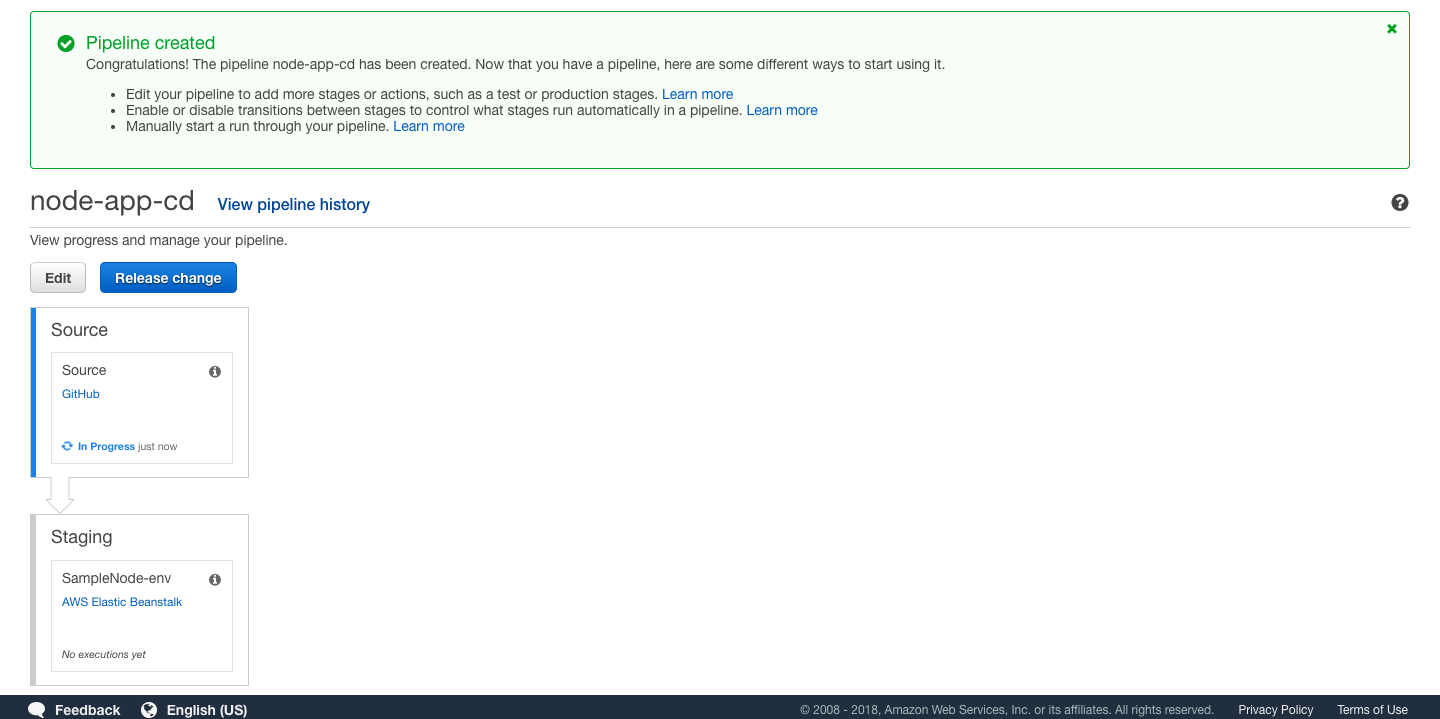 Pipeline created
Congratulations! The pipeline node-app-cd has been created. Now that you have a pipeline, here are some different ways to start using it.
Edit your pipeline to add more stages or actions, such as a test or production stages. Learn more
Enable or disable transitions between stages to control what stages run automatically in a pipeline. Learn more
Manually start a run through your pipeline. Learn more
node-app-cd View pipeline history
View progress and manage your pipeline.
Edit Release change
Source
Source
GitHub
In Progress just now
Staging
SampleNode-env
AWS Elastic Beanstalk
No executions yet
Feedback English (US) © 2008 - 2018, Amazon Web Services, Inc. or its affiliates. All rights reserved. Privacy Policy Terms of Use